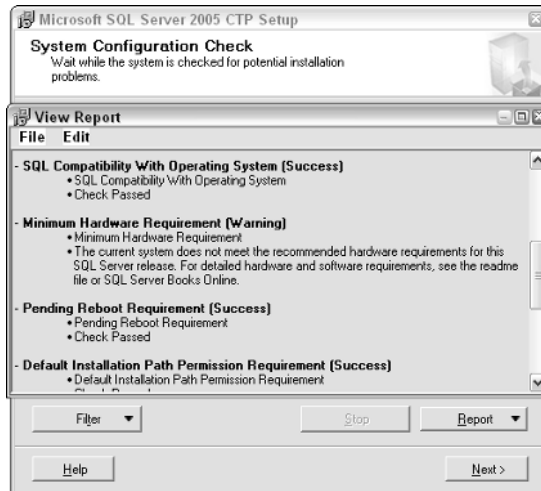 Microsoft SQL Server 2005 CTP Setup
System Configuration Check
Wait while the system is checked for potential installation
problems.
View Report
File Edit
- SQL Compatibility With Operating System (Success)
• SQL Compatibility With Operating System
• Check Passed
- Minimum Hardware Requirement (Warning)
• Minimum Hardware Requirement
• The current system does not meet the recommended hardware requirements for this
SQL Server release. For detailed hardware and software requirements, see the readme
file or SQL Server Books Online.
- Pending Reboot Requirement (Success)
• Pending Reboot Requirement
• Check Passed
- Default Installation Path Permission Requirement (Success)
• Default Installation Path Permission Requirement
Filter Stop Report
Help Next >